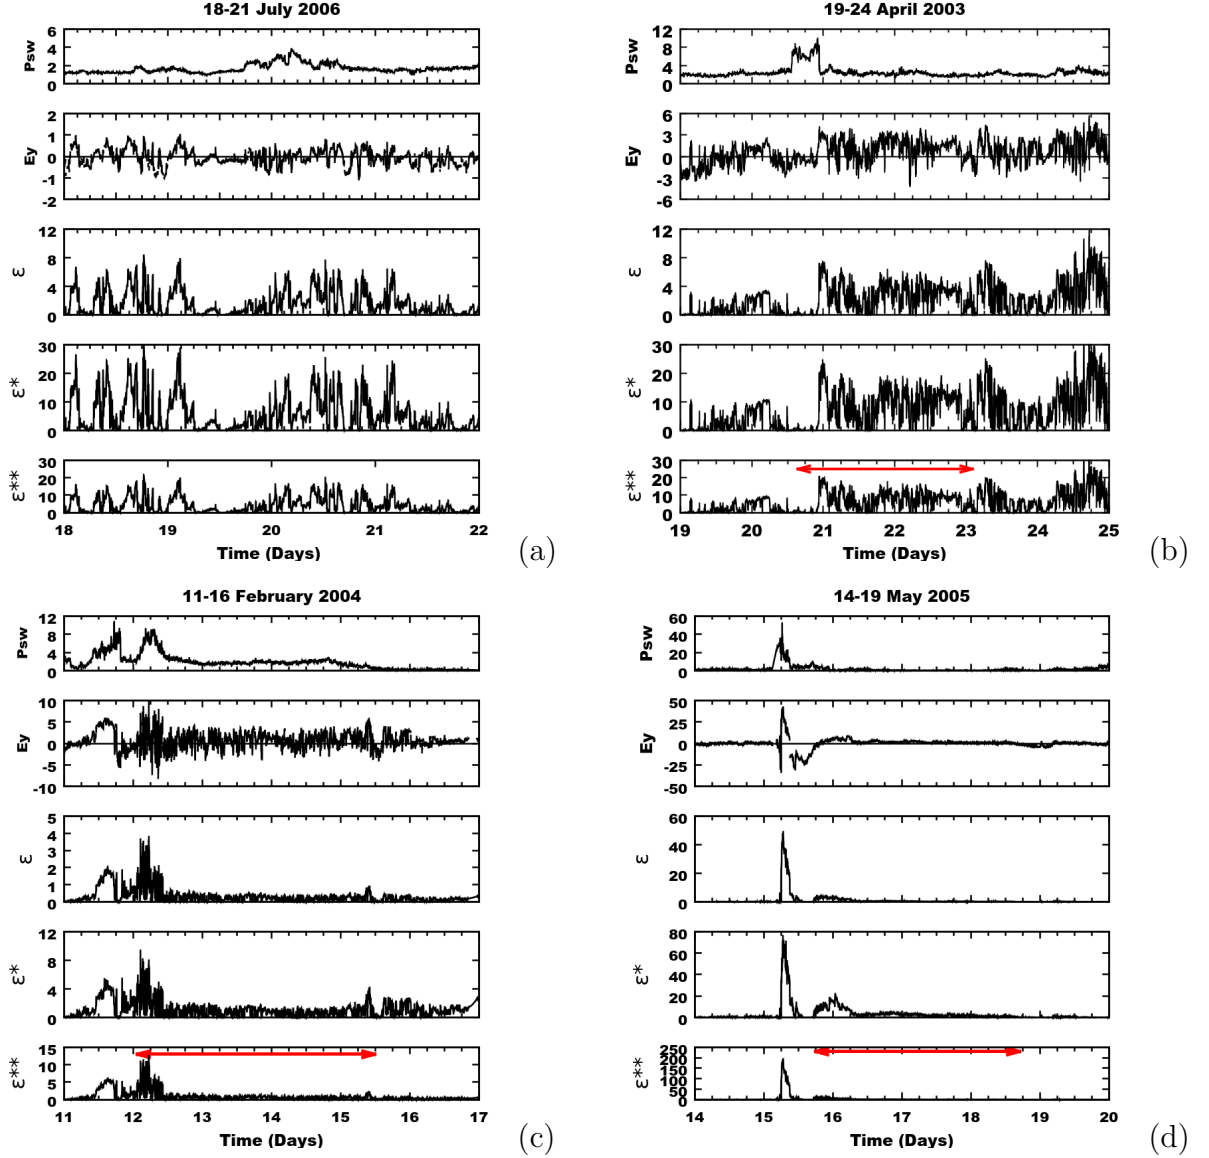 18-21 July 2006
6
4
2
0
Psw
2
1
0
-1
-2
Ey
12
8
4
0
ε
30
20
10
0
ε*
30
20
10
0
ε**
18 19 20 21 22
Time (Days)
(a)
19-24 April 2003
12
8
4
0
Psw
6
3
0
-3
-6
Ey
12
8
4
0
ε
30
20
10
0
ε*
30
20
10
0
ε**
19 20 21 22 23 24 25
Time (Days)
(b)
11-16 February 2004
12
8
4
0
Psw
10
5
0
-5
-10
Ey
5
4
3
2
1
0
ε
12
8
4
0
ε*
15
10
5
0
ε**
11 12 13 14 15 16 17
Time (Days)
(c)
14-19 May 2005
60
40
20
0
Psw
50
25
0
-25
-50
Ey
60
40
20
0
ε
80
60
40
20
0
ε*
250
200
150
100
50
0
ε**
14 15 16 17 18 19 20
Time (Days)
(d)